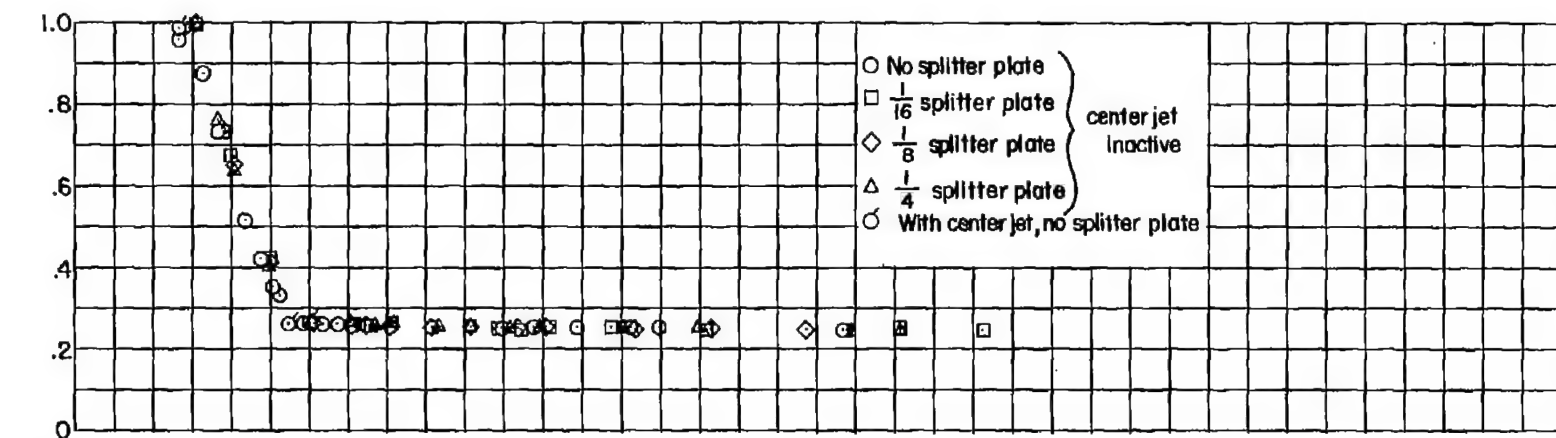 1.0
.8
.6
.4
.2
0
No splitter plate
1/16 splitter plate
1/8 splitter plate
1/4 splitter plate
center jet
inactive
With center jet, no splitter plate